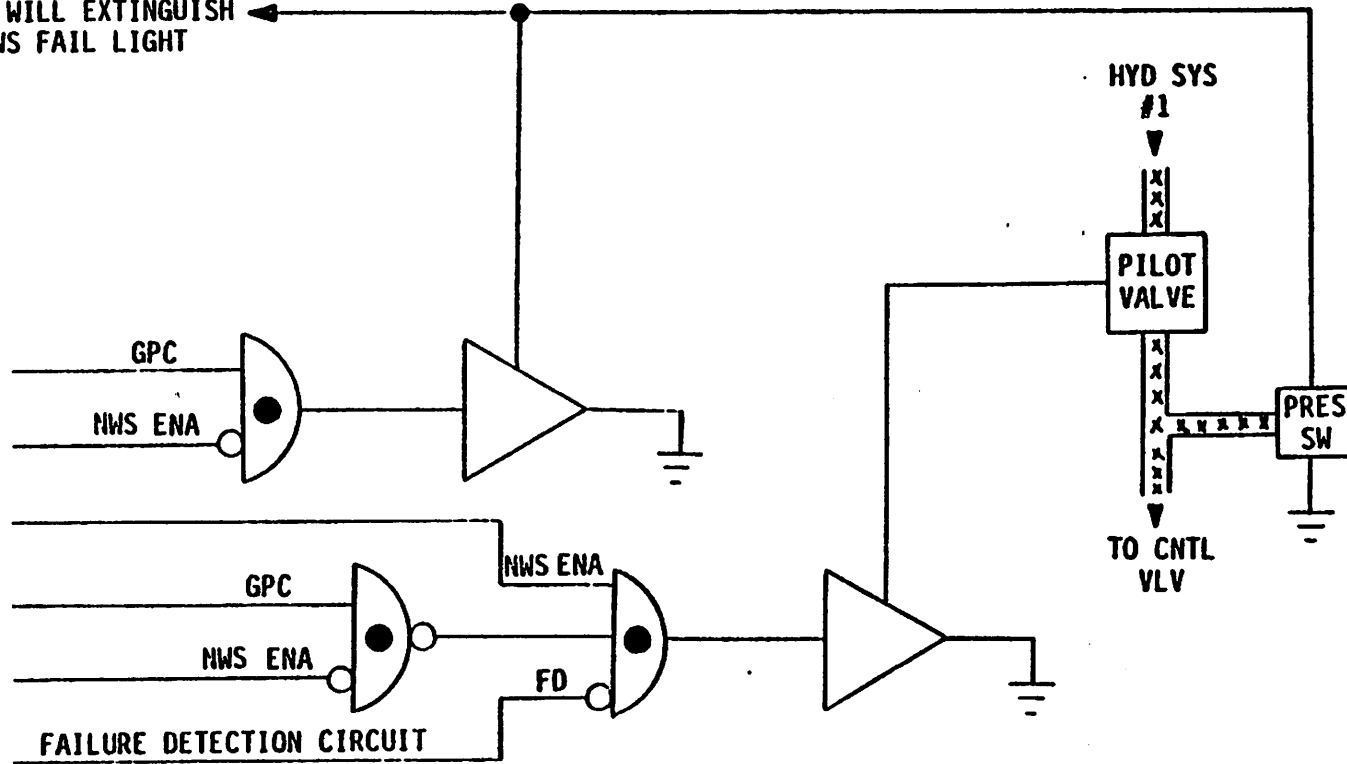 WILL EXTINGUISH
WS FAIL LIGHT
HYD SYS
#1
PILOT
VALVE
GPC
NWS ENA
PRES
SW
NWS ENA
TO CNTL
VLV
GPC
NWS ENA
FD
FAILURE DETECTION CIRCUIT